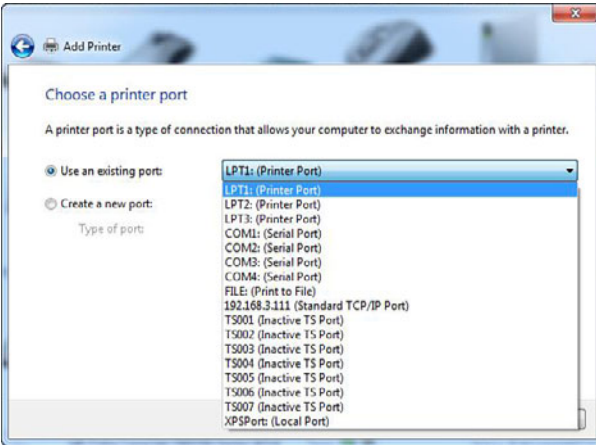 Add Printer
Choose a printer port
A printer port is a type of connection that allows your computer to exchange information with a printer.
Use an existing port: LPT1: (Printer Port)
LPT1: (Printer Port)
Create a new port: LPT2: (Printer Port)
LPT3: (Printer Port)
Type of port: COM1: (Serial Port)
COM2: (Serial Port)
COM3: (Serial Port)
COM4: (Serial Port)
FILE: (Print to File)
192.168.3.111 (Standard TCP/IP Port)
TS001 (Inactive TS Port)
TS002 (Inactive TS Port)
TS003 (Inactive TS Port)
TS004 (Inactive TS Port)
TS005 (Inactive TS Port)
TS006 (Inactive TS Port)
TS007 (Inactive TS Port)
XPSPort: (Local Port)